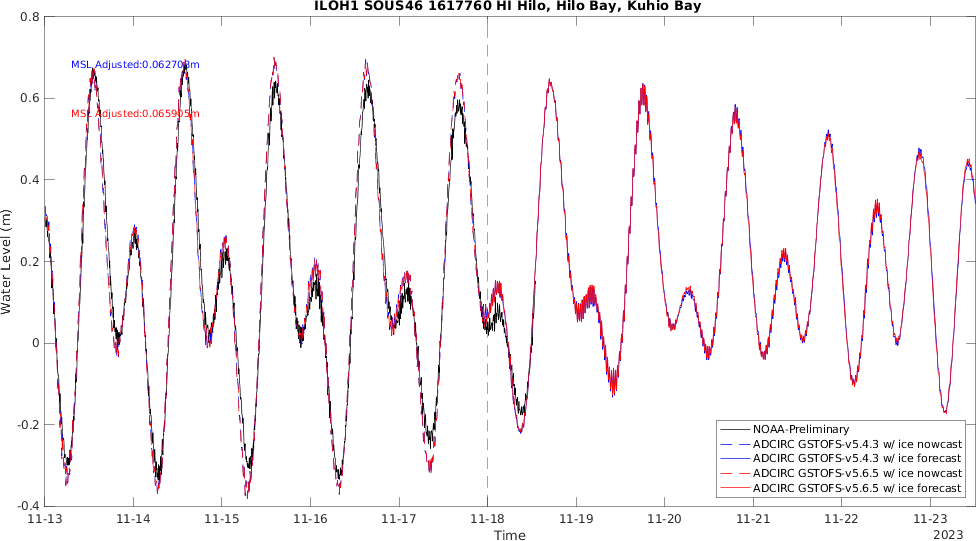 ILOH1 SOUS46 1617760 HI Hilo, Hilo Bay, Kuhio Bay
0.8
0.6
0.4
0.2
0
-0.2
-0.4
Water Level (m)
MSL Adjusted:0.06270 m
MSL Adjusted:0.065905m
NOAA-Preliminary
ADCIRC GSTOFS-v5.4.3 w/ ice nowcast
ADCIRC GSTOFS-v5.4.3 w/ ice forecast
ADCIRC GSTOFS-v5.6.5 w/ ice nowcast
ADCIRC GSTOFS-v5.6.5 w/ ice forecast
11-13 11-14 11-15 11-16 11-17 11-18 11-19 11-20 11-21 11-22 11-23
Time
2023